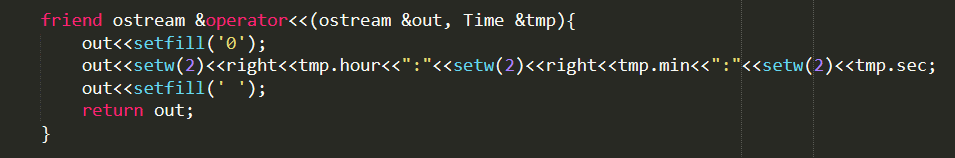 friend ostream &operator<<(ostream &out, Time &tmp){
    out<<setfill('0');
    out<<setw(2)<<right<<tmp.hour<<":"<<setw(2)<<right<<tmp.min<<":"<<setw(2)<<tmp.sec;
    out<<setfill(' ');
    return out;
}